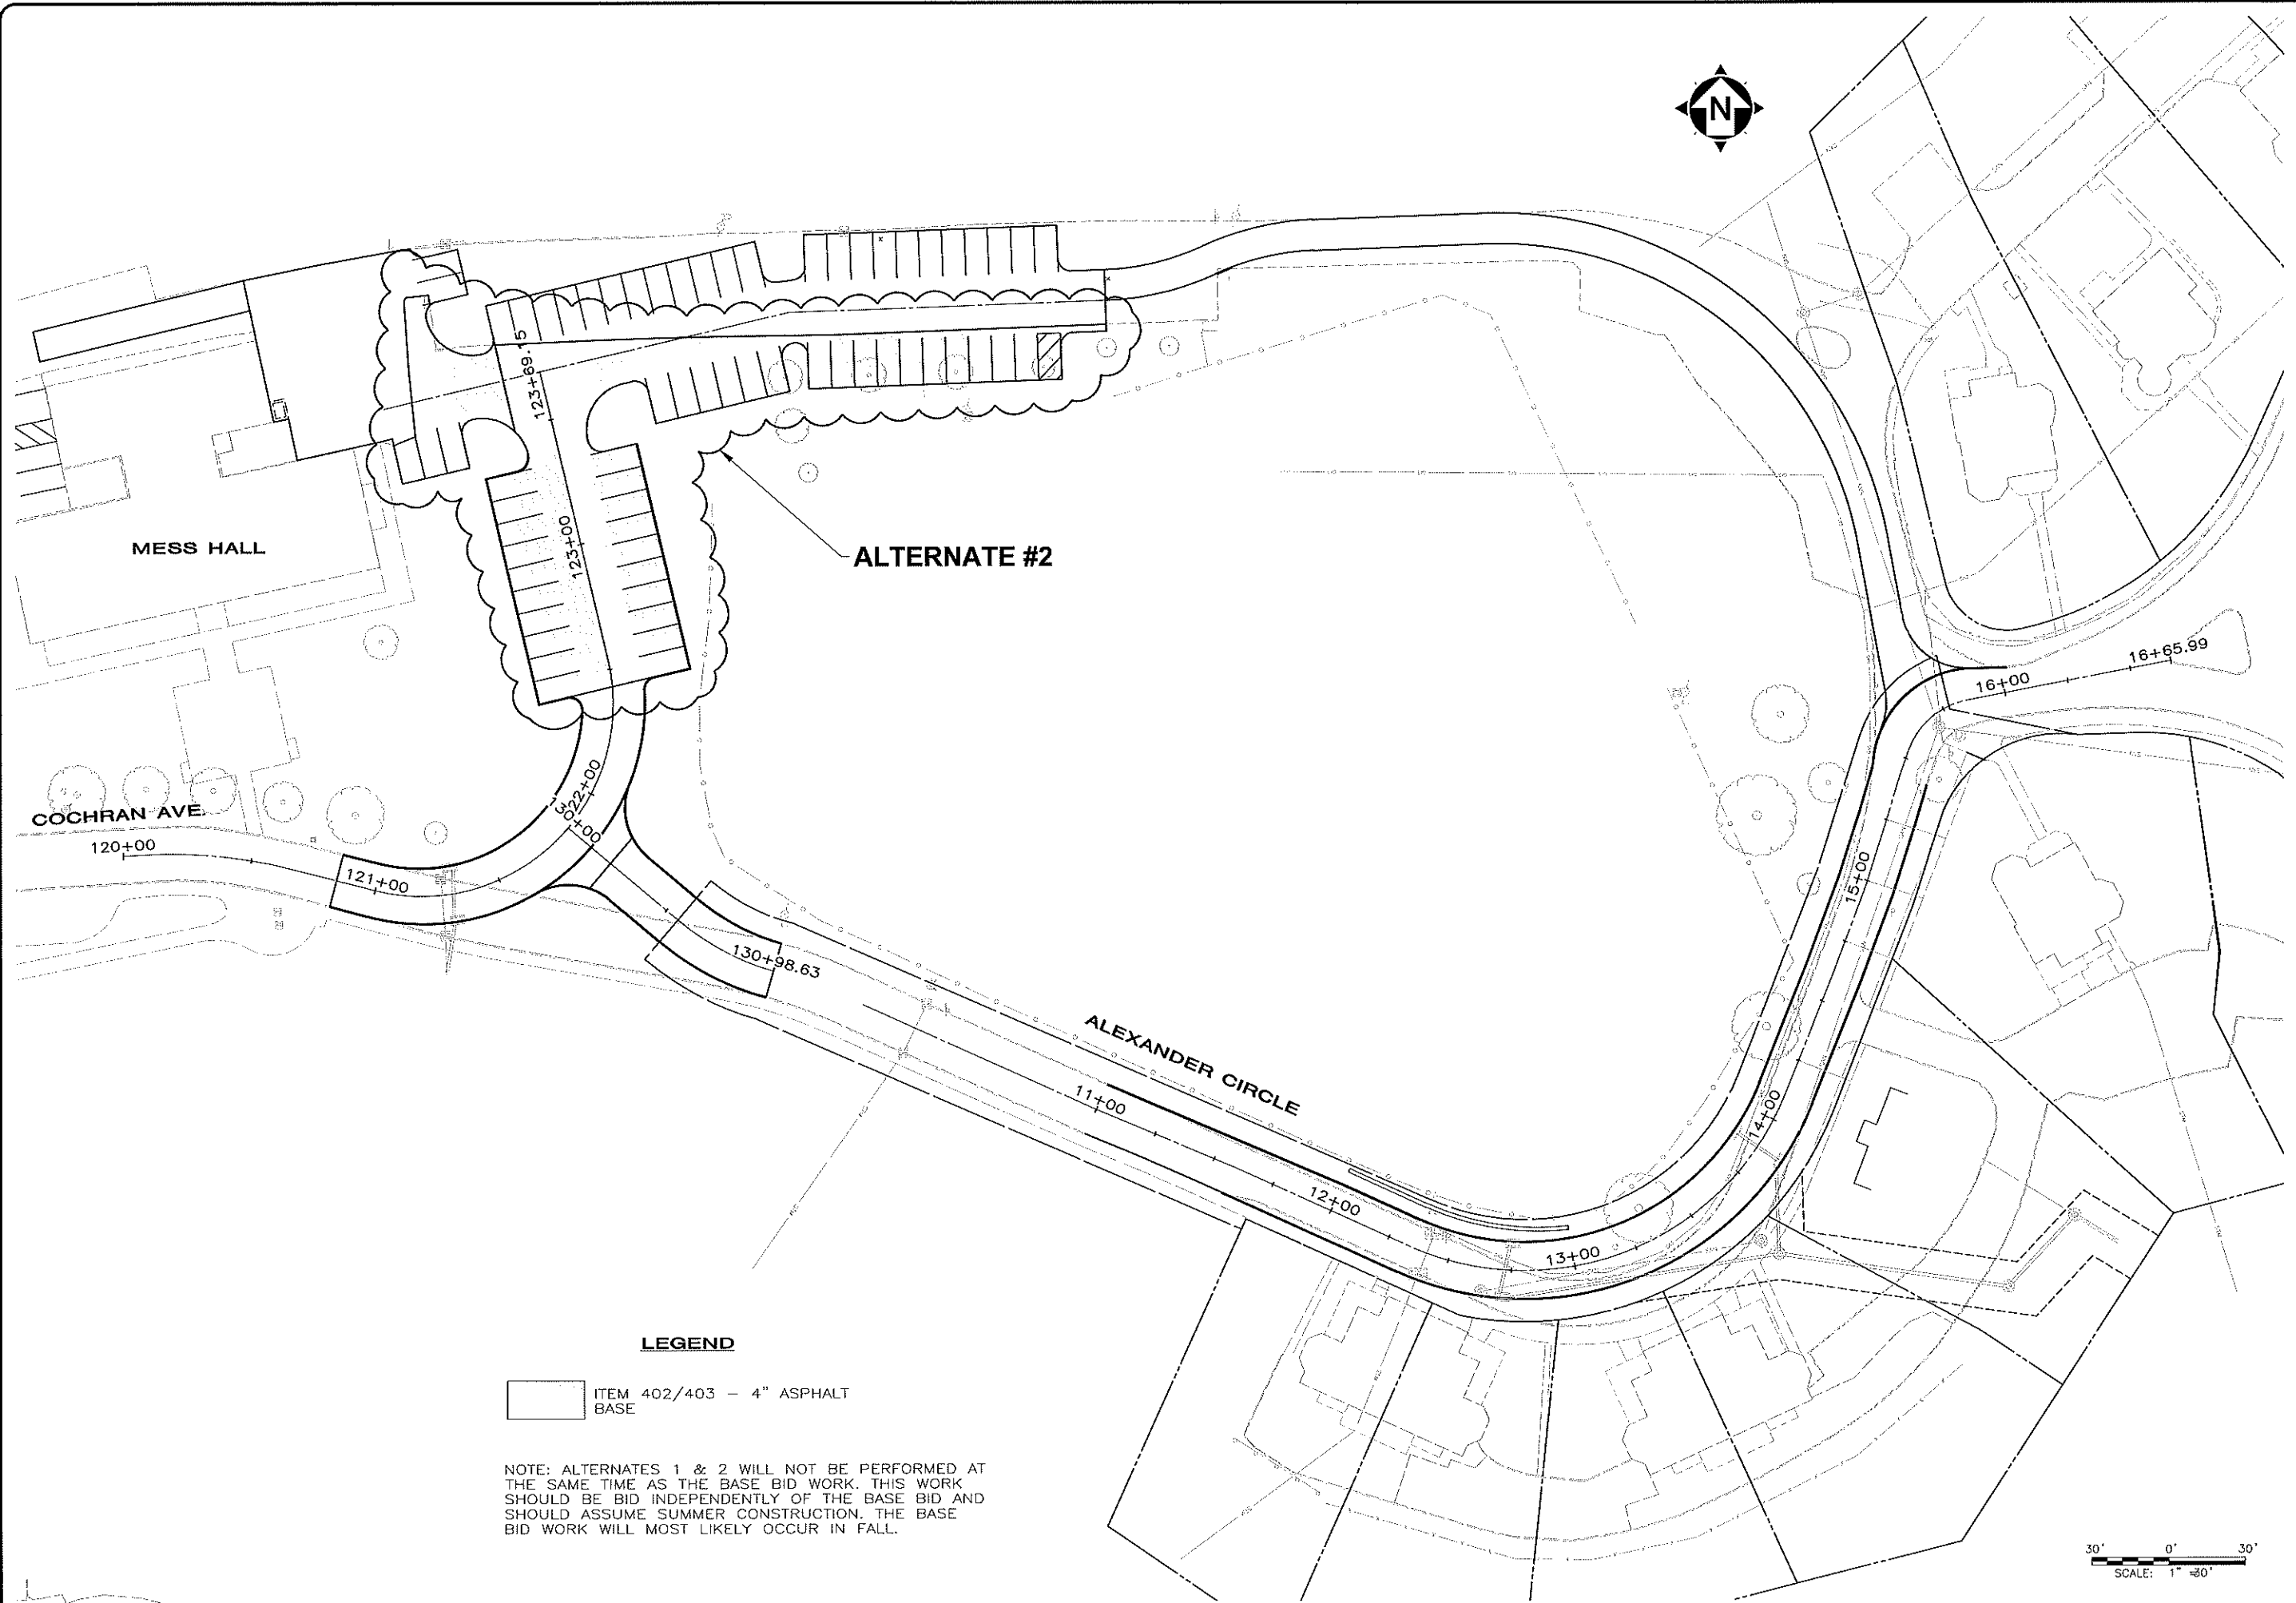 N
123+69.15
123+00
MESS HALL
ALTERNATE #2
16+65.99
16+00
COCHRAN AVE.
120+00
121+00
22+00
30+00
130+98.63
15+00
ALEXANDER CIRCLE
11+00
14+00
12+00
13+00
LEGEND
ITEM 402/403 - 4" ASPHALT
BASE
NOTE: ALTERNATES 1 & 2 WILL NOT BE PERFORMED AT
THE SAME TIME AS THE BASE BID WORK. THIS WORK
SHOULD BE BID INDEPENDENTLY OF THE BASE BID AND
SHOULD ASSUME SUMMER CONSTRUCTION. THE BASE
BID WORK WILL MOST LIKELY OCCUR IN FALL.
30' 0' 30'
SCALE: 1" =30'